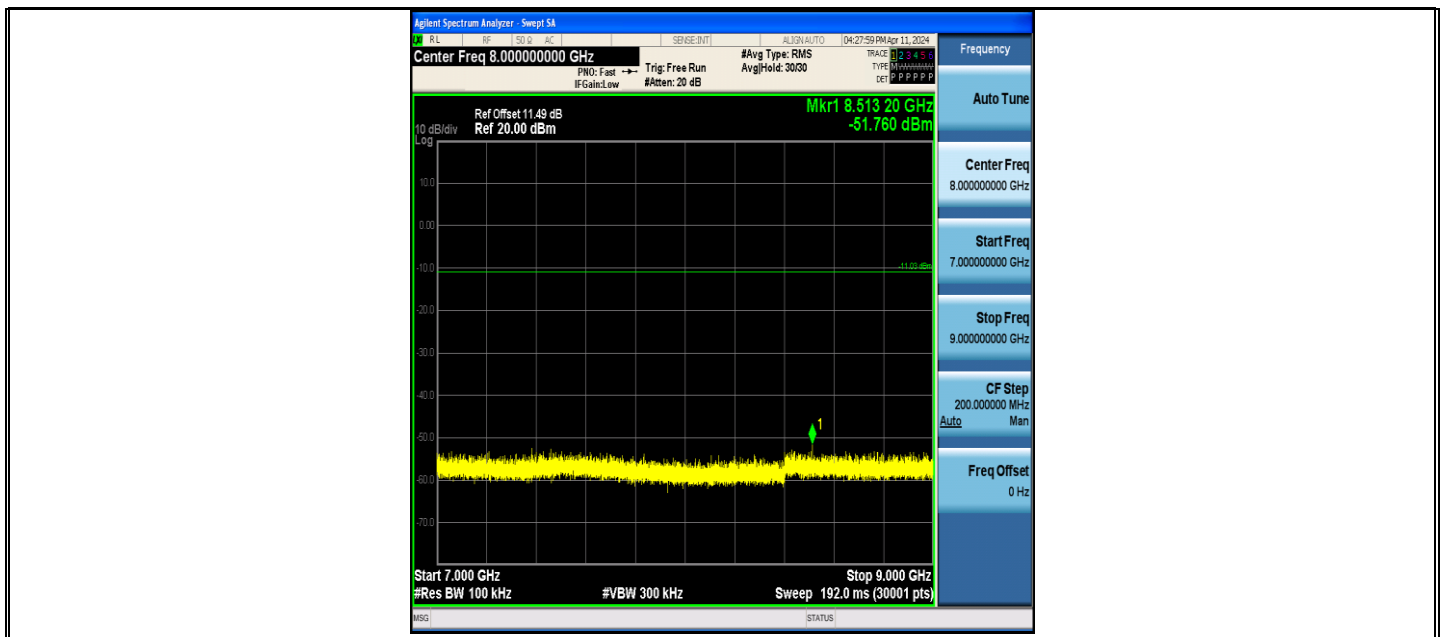 Agilent Spectrum Analyzer - Swept SA
RL RF 50 Ω AC SENSE:INT ALIGN AUTO 04:27:59 PM Apr 11, 2024
Center Freq 8.000000000 GHz
PNO: Fast
IFGain:Low
Trig: Free Run
#Atten: 20 dB
#Avg Type: RMS
Avg|Hold: 30/30
TRACE 1 2 3 4 5 6
TYPE
DET P P P P P P
Mkr1 8.513 20 GHz
-51.760 dBm
Ref Offset 11.49 dB
10 dB/div Ref 20.00 dBm
Log
10.0
0.00
-10.0
-11.03 dBm
-20.0
-30.0
-40.0
1
-50.0
-60.0
-70.0
Start 7.000 GHz Stop 9.000 GHz
#Res BW 100 kHz #VBW 300 kHz Sweep 192.0 ms (30001 pts)
MSG STATUS
Frequency
Auto Tune
Center Freq
8.000000000 GHz
Start Freq
7.000000000 GHz
Stop Freq
9.000000000 GHz
CF Step
200.000000 MHz
Auto Man
Freq Offset
0 Hz